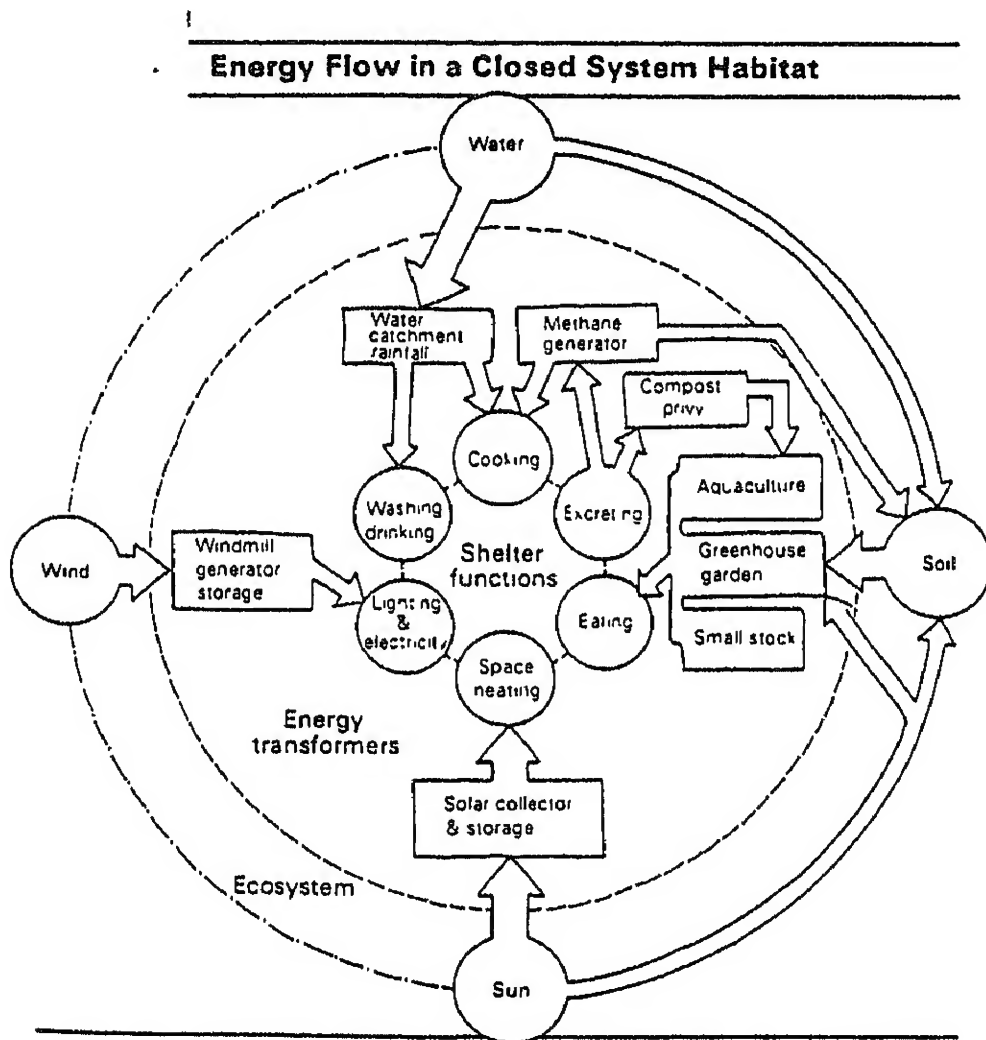 Energy Flow in a Closed System Habitat
Water
Water
catchment
rainfall
Methane
generator
Compost
privy
Cooking
Washing
drinking
Excreting
Aquaculture
Wind
Windmill
generator
storage
Shelter
functions
Greenhouse
garden
Soil
Lighting
&
electricity
Eating
Small stock
Space
heating
Energy
transformers
Solar collector
& storage
Ecosystem
Sun